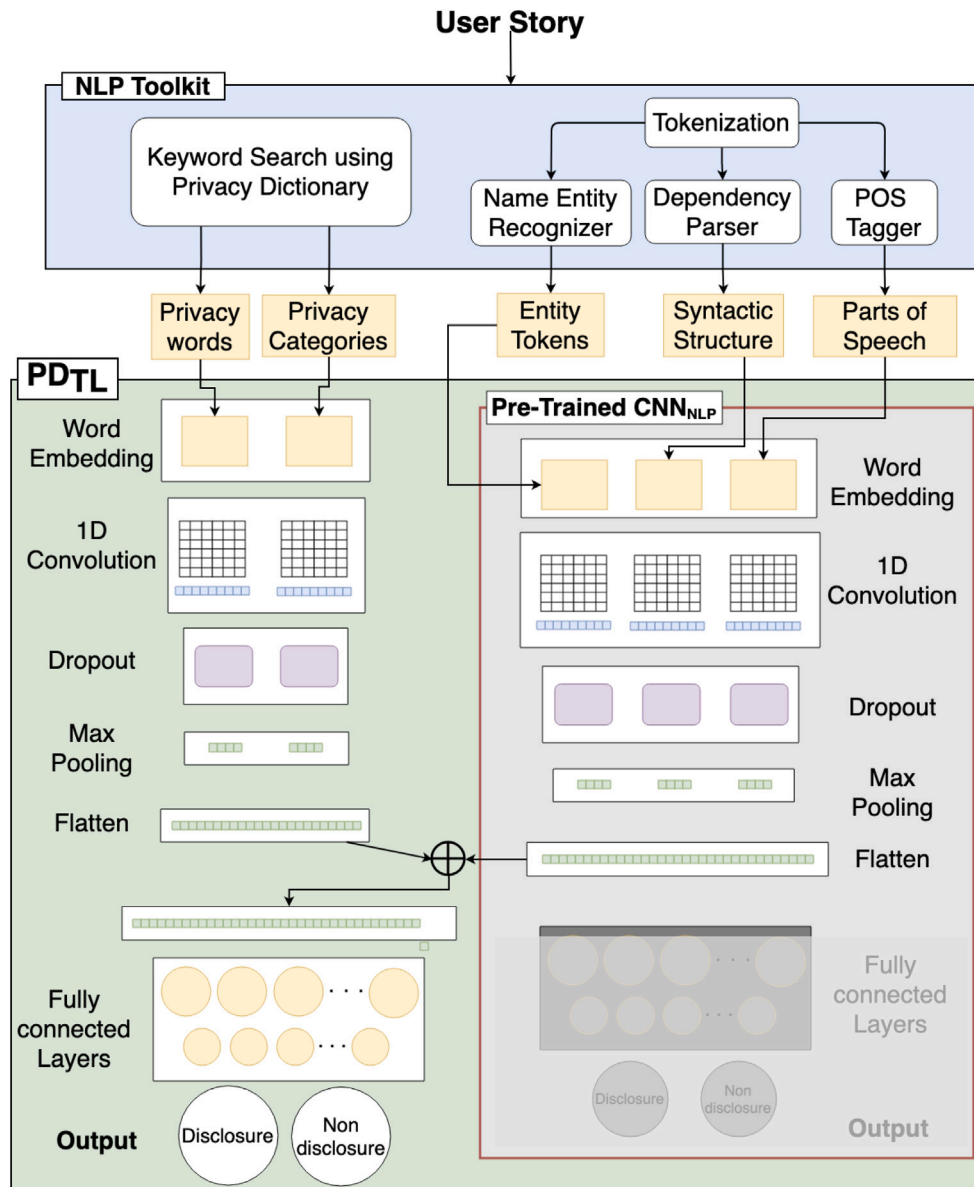 User Story
NLP Toolkit
Keyword Search using
Privacy Dictionary
Tokenization
Name Entity
Recognizer
Dependency
Parser
POS
Tagger
Privacy
words
Privacy
Categories
Entity
Tokens
Syntactic
Structure
Parts of
Speech
PDTL
Word
Embedding
1D
Convolution
Dropout
Max
Pooling
Flatten
Fully
connected
Layers
Output
Disclosure
Non
disclosure
Pre-Trained CNNNLP
Word
Embedding
1D
Convolution
Dropout
Max
Pooling
Flatten
Fully
connected
Layers
Disclosure
Non
disclosure
Output